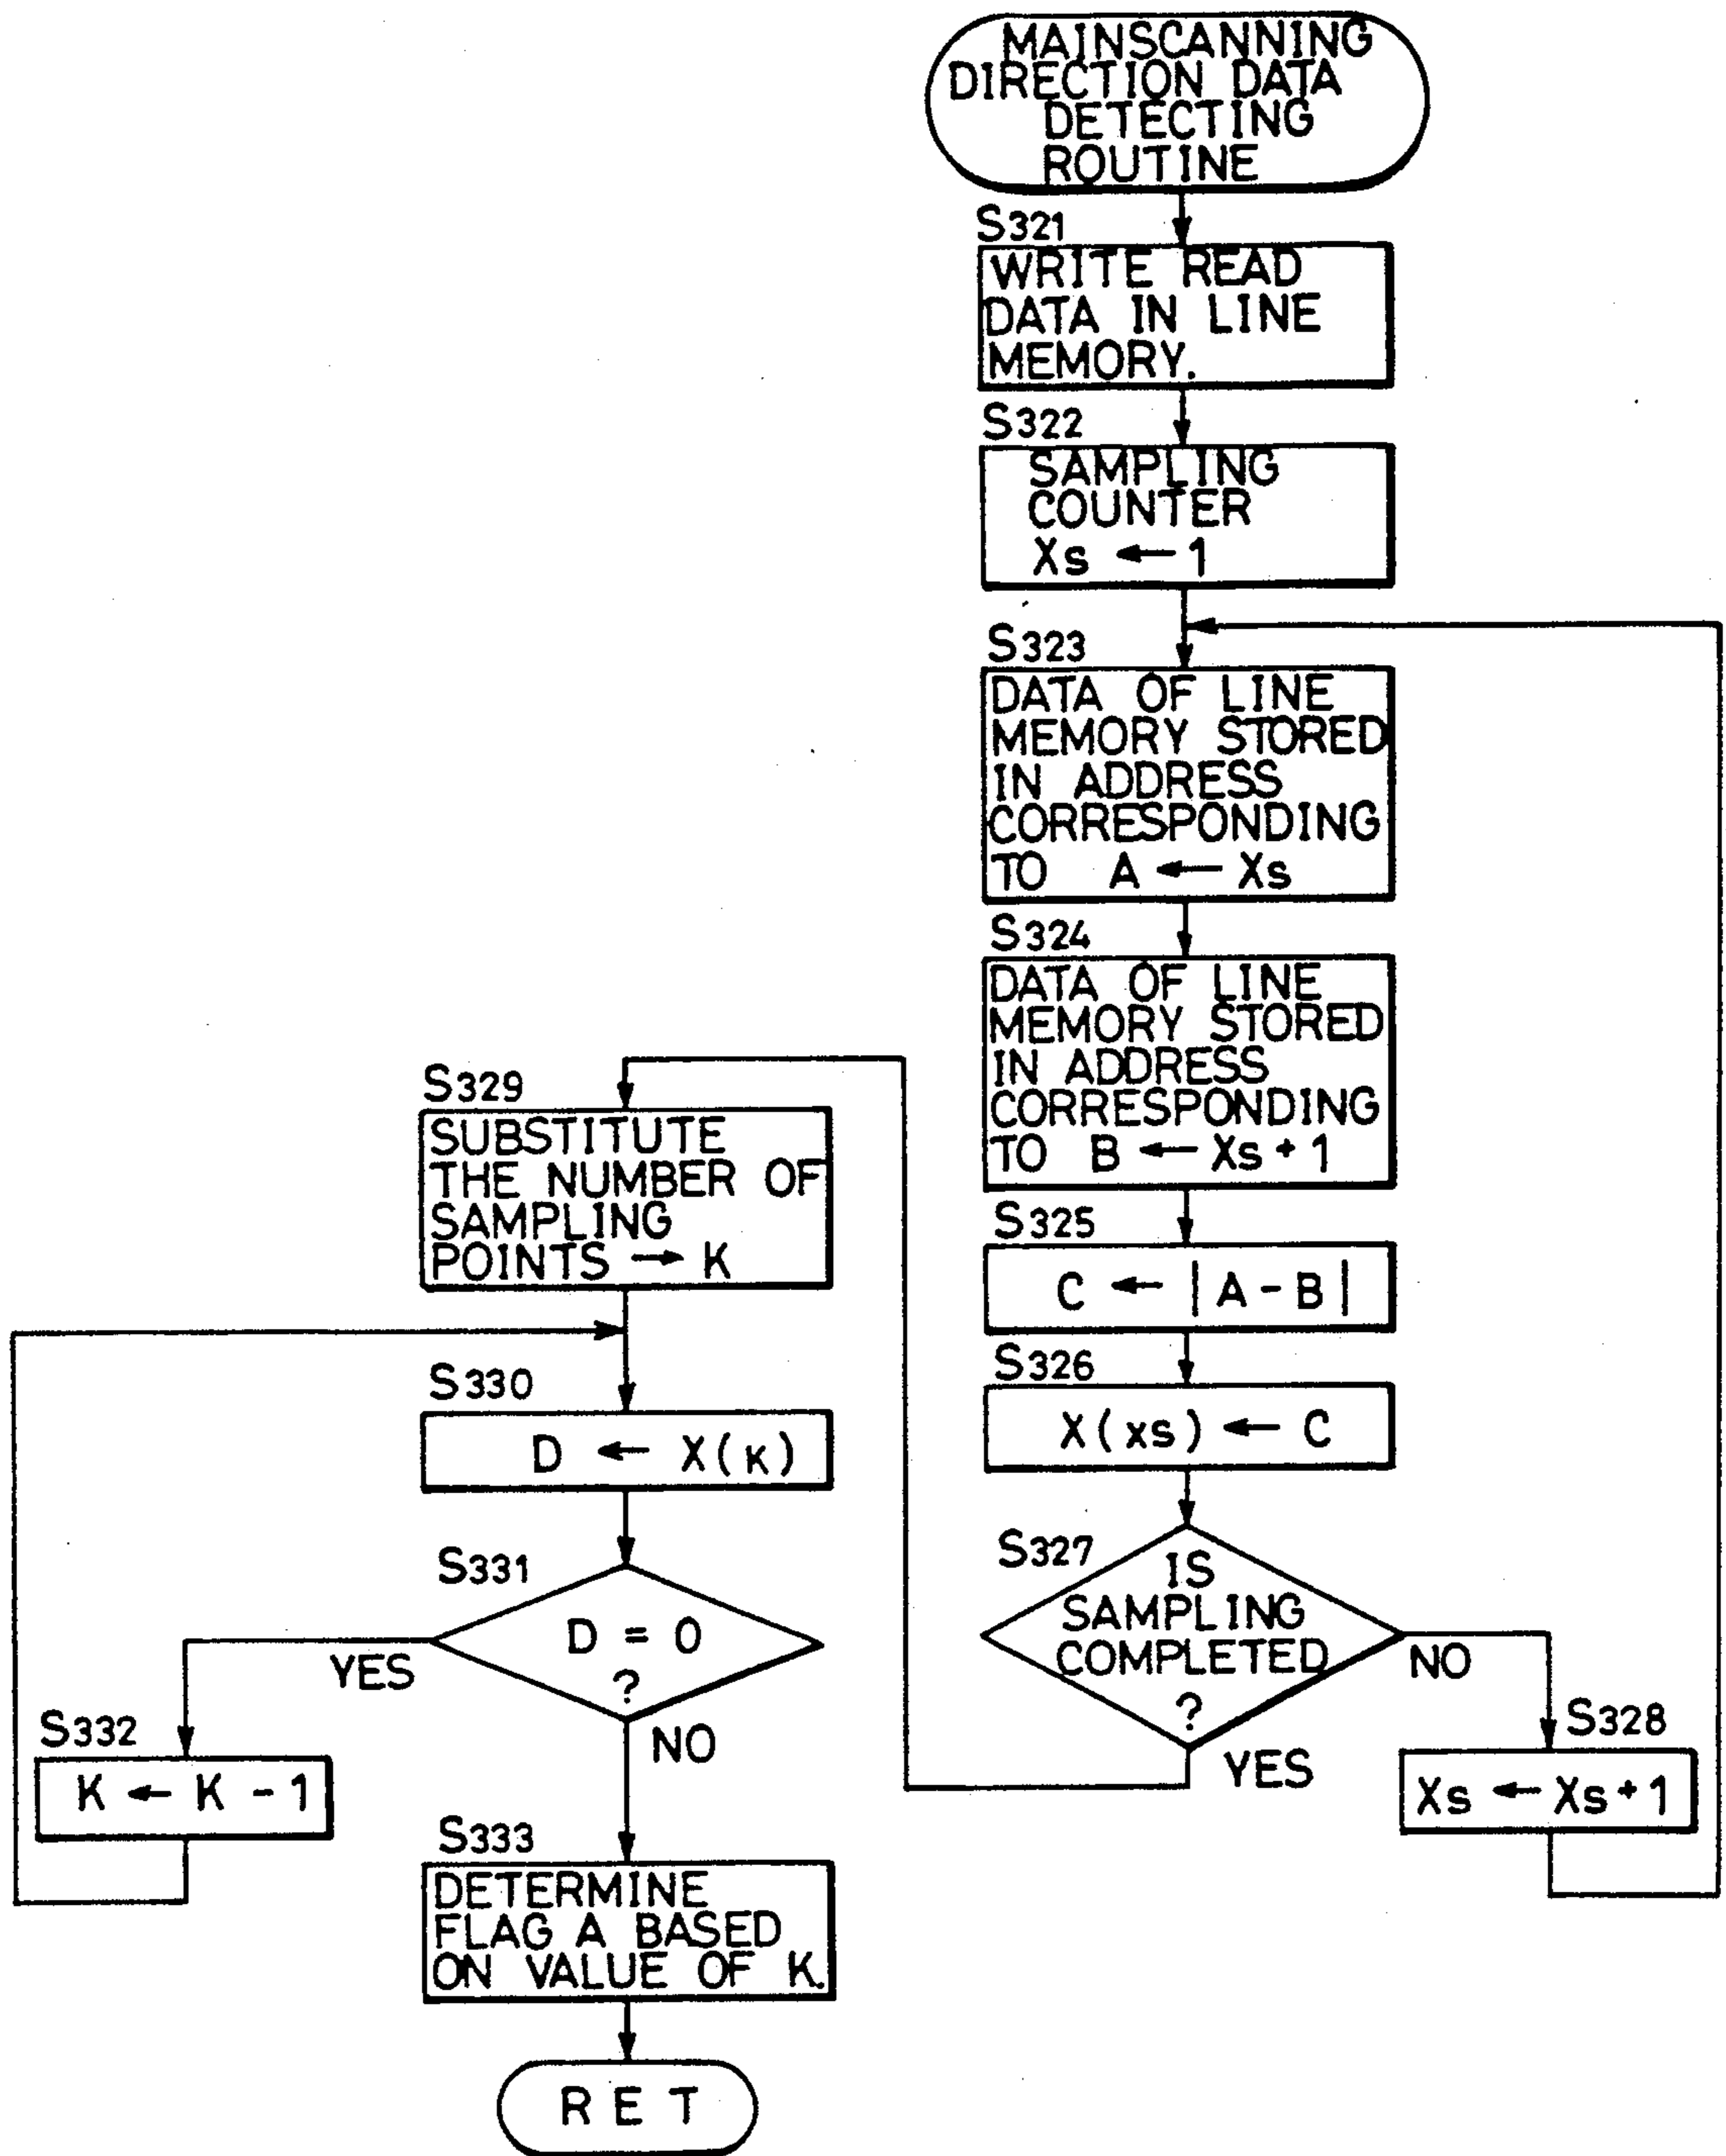 MAINSCANNING
DIRECTION DATA
DETECTING
ROUTINE
S321
WRITE READ
DATA IN LINE
MEMORY.
S322
SAMPLING
COUNTER
Xs ← 1
S323
DATA OF LINE
MEMORY STORED
IN ADDRESS
CORRESPONDING
TO A ← Xs
S324
DATA OF LINE
MEMORY STORED
IN ADDRESS
CORRESPONDING
TO B ← Xs + 1
S325
C ← | A - B |
S326
X(xs) ← C
S327
IS
SAMPLING
COMPLETED
?
NO
YES
S328
Xs ← Xs + 1
S329
SUBSTITUTE
THE NUMBER OF
SAMPLING
POINTS → K
S330
D ← X(K)
S331
D = 0
?
YES
NO
S332
K ← K - 1
S333
DETERMINE
FLAG A BASED
ON VALUE OF K.
RET